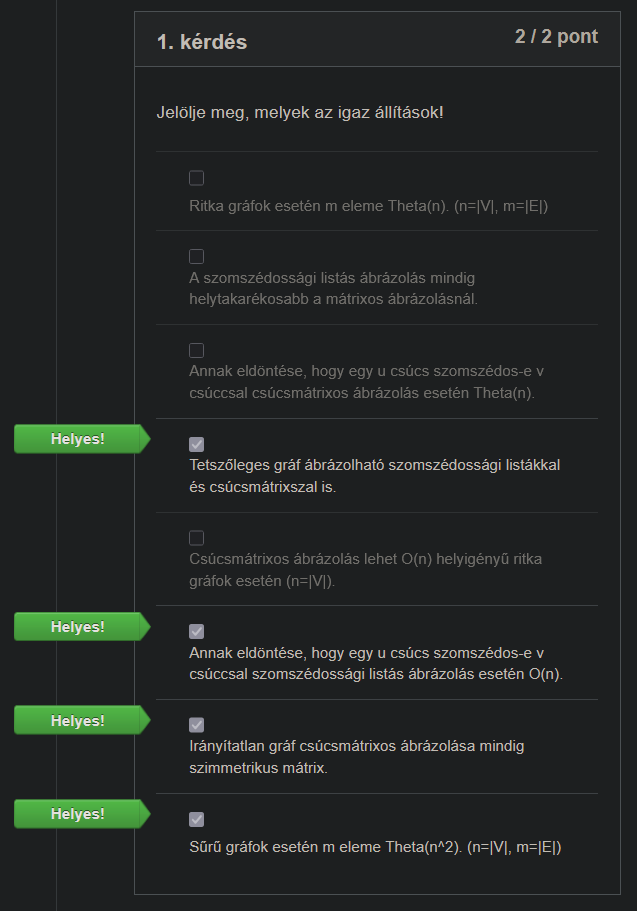 1. kérdés
2 / 2 pont
Jelölje meg, melyek az igaz állítások!
Ritka gráfok esetén m eleme Theta(n). (n=|V|, m=|E|)
A szomszédossági listás ábrázolás mindig
helytakarékosabb a mátrixos ábrázolásnál.
Annak eldöntése, hogy egy u csúcs szomszédos-e v
csúccsal csúcsmátrixos ábrázolás esetén Theta(n).
Helyes!
Tetszőleges gráf ábrázolható szomszédossági listákkal
és csúcsmátrixszal is.
Csúcsmátrixos ábrázolás lehet O(n) helyigényű ritka
gráfok esetén (n=|V|).
Helyes!
Annak eldöntése, hogy egy u csúcs szomszédos-e v
csúccsal szomszédossági listás ábrázolás esetén O(n).
Helyes!
Irányítatlan gráf csúcsmátrixos ábrázolása mindig
szimmetrikus mátrix.
Helyes!
Sűrű gráfok esetén m eleme Theta(n^2). (n=|V|, m=|E|)